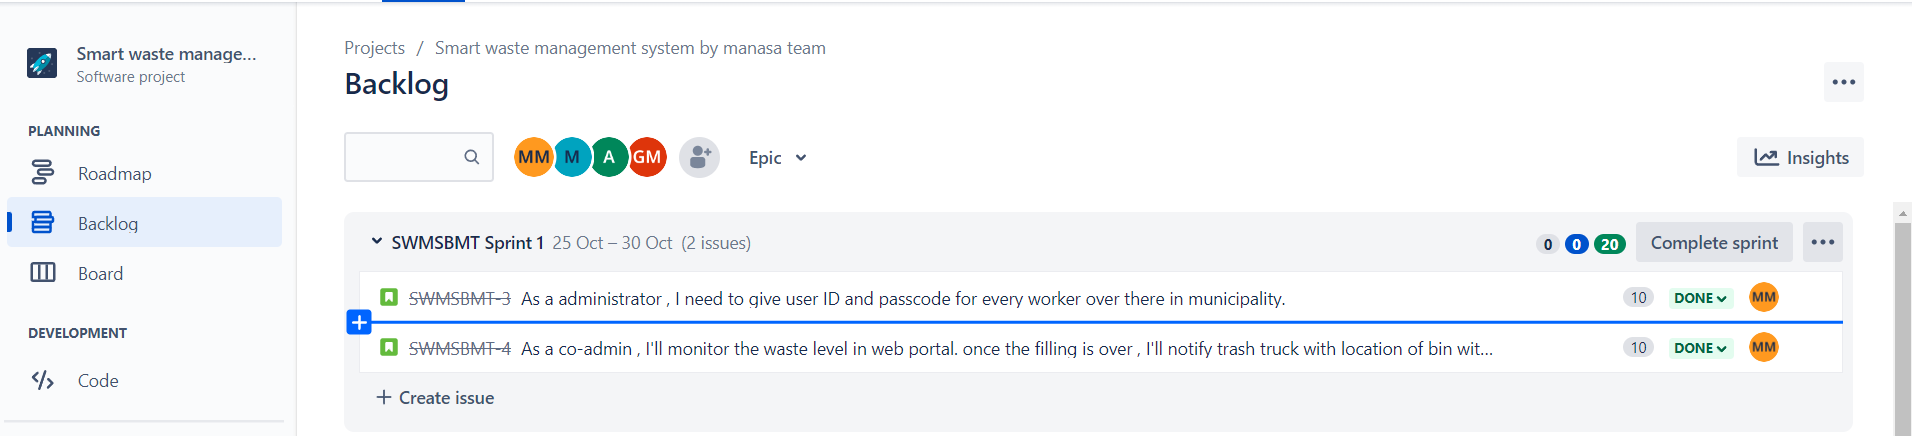 Smart waste manage...
Software project
PLANNING
Roadmap
Backlog
Board
DEVELOPMENT
Code
Projects / Smart waste management system by manasa team
Backlog
MM M A GM Epic
Insights
SWMSBMT Sprint 1 25 Oct – 30 Oct (2 issues) 0 0 20 Complete sprint
SWMSBMT-3 As a administrator , I need to give user ID and passcode for every worker over there in municipality. 10 DONE MM
SWMSBMT-4 As a co-admin , I'll monitor the waste level in web portal. once the filling is over , I'll notify trash truck with location of bin wit... 10 DONE MM
+ Create issue